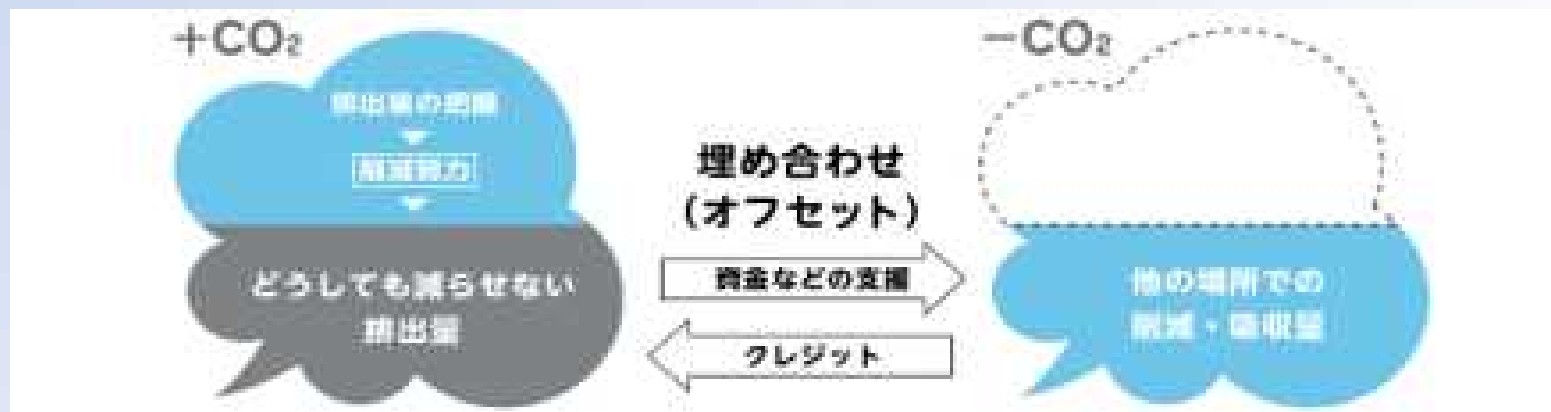 +CO₂
排出量の把握
削減努力
どうしても減らせない
排出量
埋め合わせ
(オフセット)
資金などの支援
クレジット
−CO₂
他の場所での
削減・吸収量